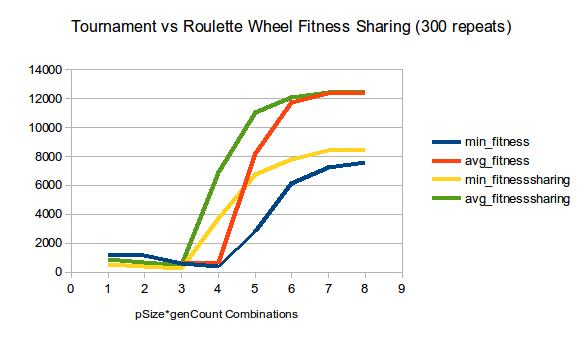 Tournament vs Roulette Wheel Fitness Sharing (300 repeats)
14000
12000
10000
8000
6000
4000
2000
0
0 1 2 3 4 5 6 7 8 9
pSize*genCount Combinations
min_fitness
avg_fitness
min_fitnesssharing
avg_fitnesssharing